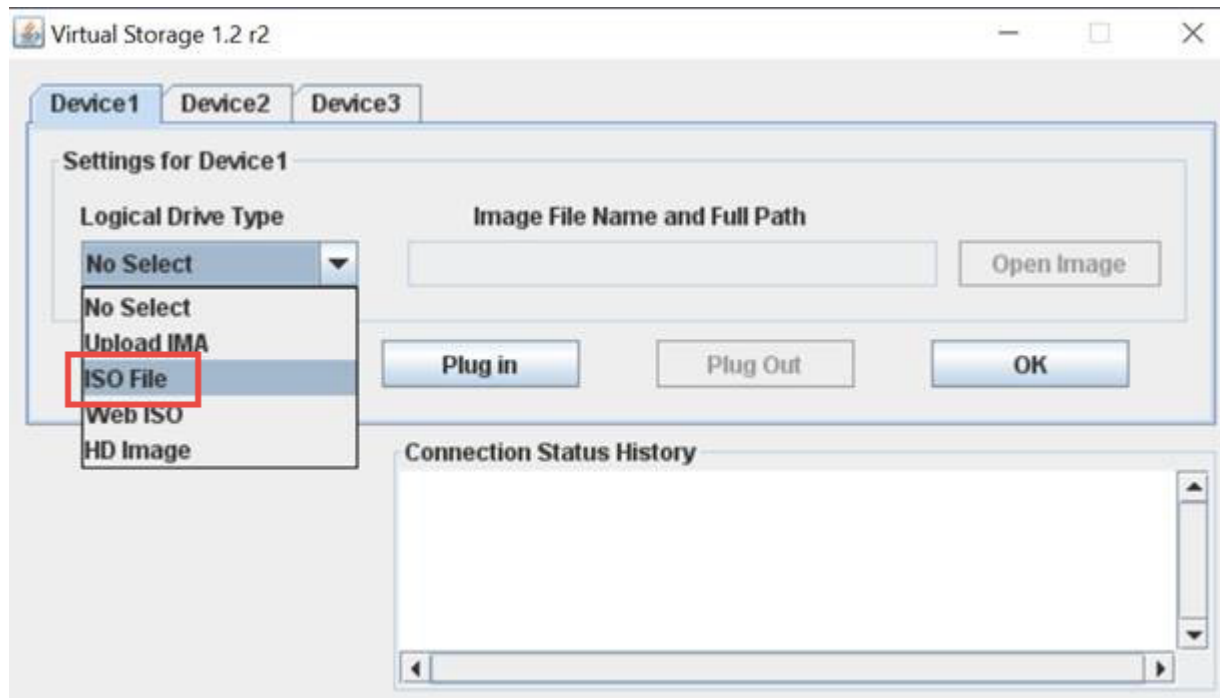 Virtual Storage 1.2 r2
Device1 Device2 Device3
Settings for Device1
Logical Drive Type Image File Name and Full Path
No Select Open Image
No Select
Upload IMA
ISO File
Web ISO
HD Image
Plug in Plug Out OK
Connection Status History